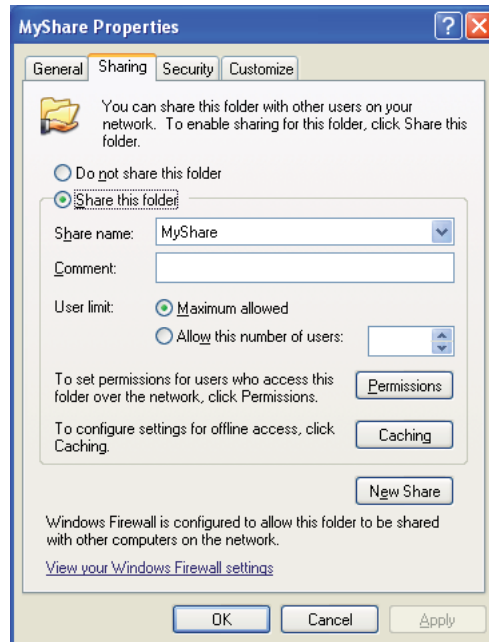 MyShare Properties
General Sharing Security Customize
You can share this folder with other users on your
network. To enable sharing for this folder, click Share this
folder.
Do not share this folder
Share this folder
Share name: MyShare
Comment:
User limit: Maximum allowed
Allow this number of users:
To set permissions for users who access this
folder over the network, click Permissions.
Permissions
To configure settings for offline access, click
Caching.
Caching
New Share
Windows Firewall is configured to allow this folder to be shared
with other computers on the network.
View your Windows Firewall settings
OK Cancel Apply